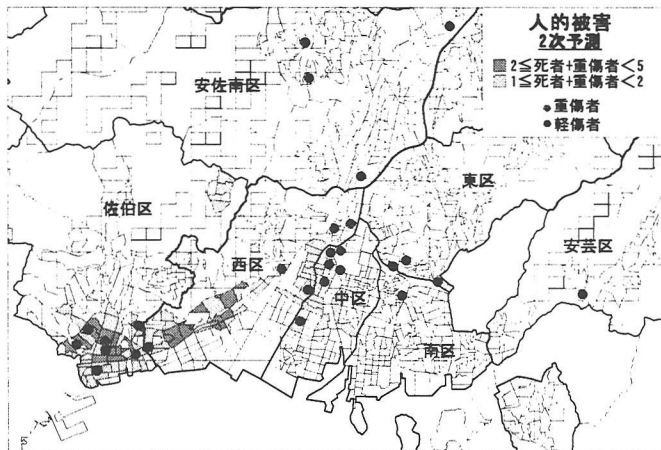 人的被害
2次予測
2≦死者+重傷者<5
1≦死者+重傷者<2
重傷者
軽傷者
安佐南区
東区
佐伯区
安芸区
西区
中区
南区